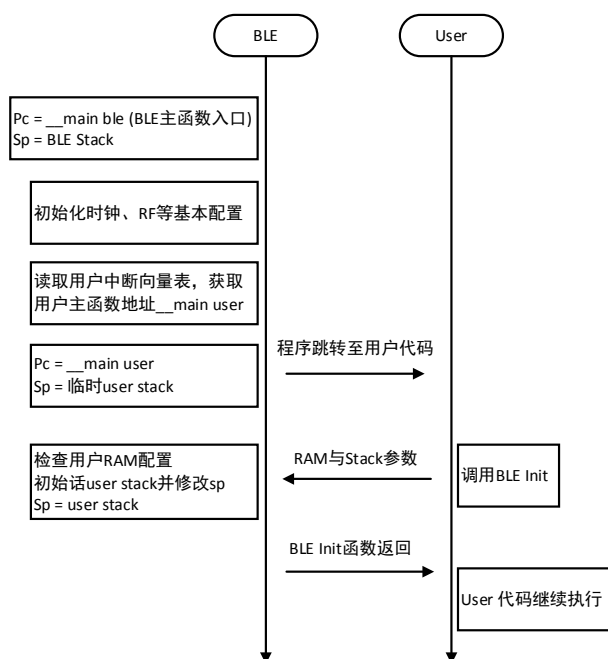 BLE
User
Pc = __main ble (BLE主函数入口)
Sp = BLE Stack
初始化时钟、RF等基本配置
读取用户中断向量表，获取
用户主函数地址__main user
程序跳转至用户代码
Pc = __main user
Sp = 临时user stack
RAM与Stack参数
检查用户RAM配置
初始话user stack并修改sp
Sp = user stack
调用BLE Init
BLE Init函数返回
User 代码继续执行